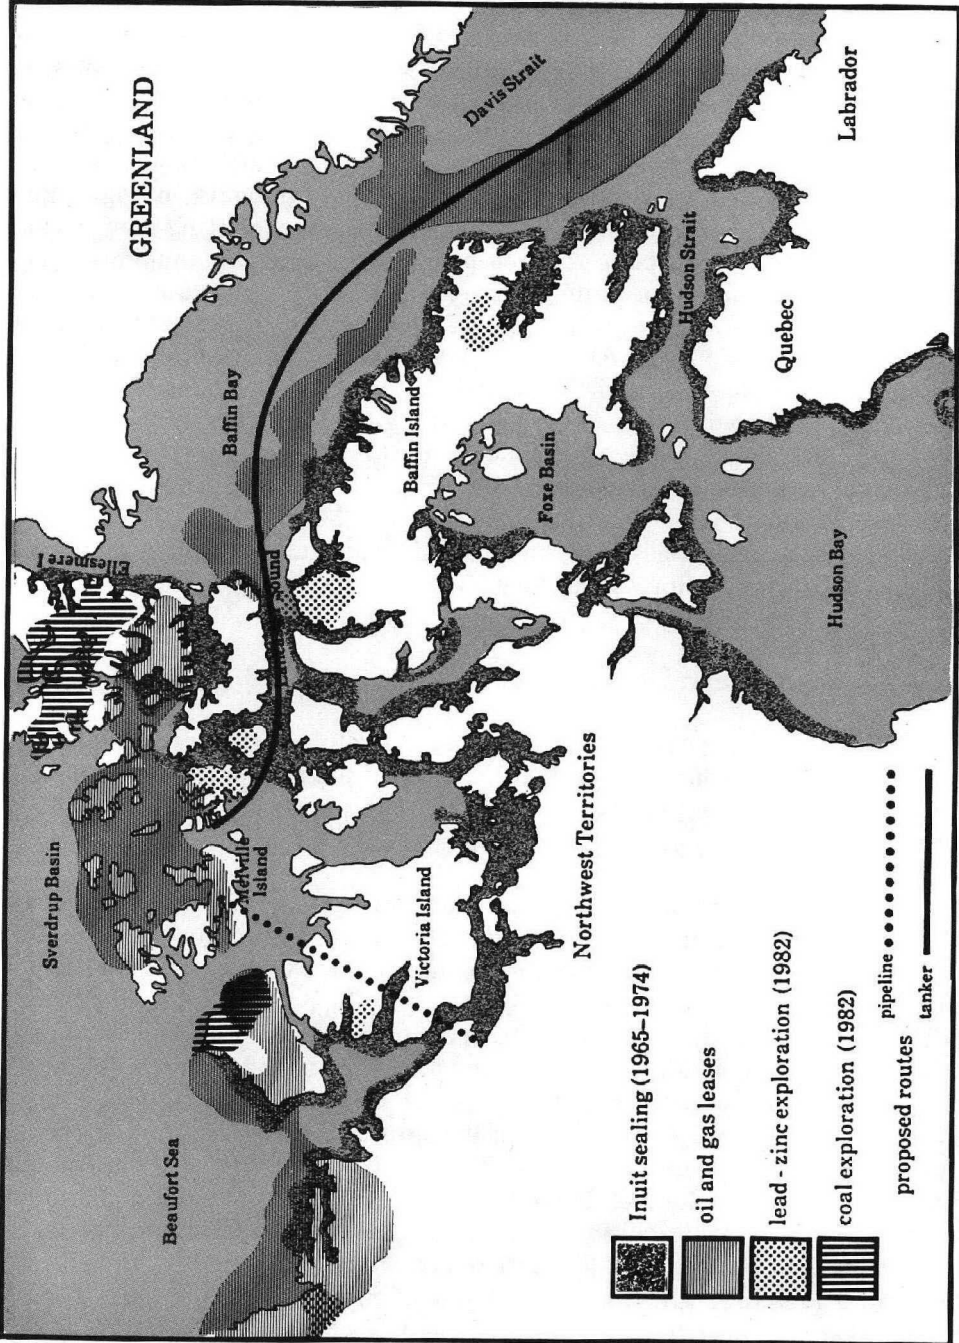 GREENLAND
Davis Strait
Labrador
Baffin Bay
Hudson Strait
Quebec
Baffin Island
Foxe Basin
Ellesmere I
Hudson Bay
Sverdrup Basin
Melville
Island
Victoria Island
Northwest Territories
Beaufort Sea
Inuit sealing (1965-1974)
oil and gas leases
lead - zinc exploration (1982)
coal exploration (1982)
proposed routes
pipeline
tanker